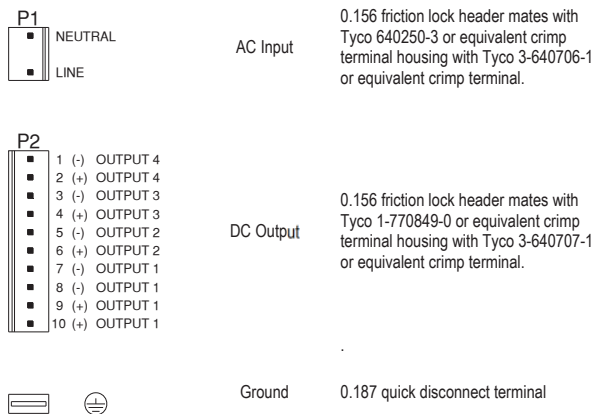 P1
NEUTRAL
LINE
AC Input
0.156 friction lock header mates with
Tyco 640250-3 or equivalent crimp
terminal housing with Tyco 3-640706-1
or equivalent crimp terminal.
P2
1 (-) OUTPUT 4
2 (+) OUTPUT 4
3 (-) OUTPUT 3
4 (+) OUTPUT 3
5 (-) OUTPUT 2
6 (+) OUTPUT 2
7 (-) OUTPUT 1
8 (-) OUTPUT 1
9 (+) OUTPUT 1
10 (+) OUTPUT 1
DC Output
0.156 friction lock header mates with
Tyco 1-770849-0 or equivalent crimp
terminal housing with Tyco 3-640707-1
or equivalent crimp terminal.
.
Ground
0.187 quick disconnect terminal